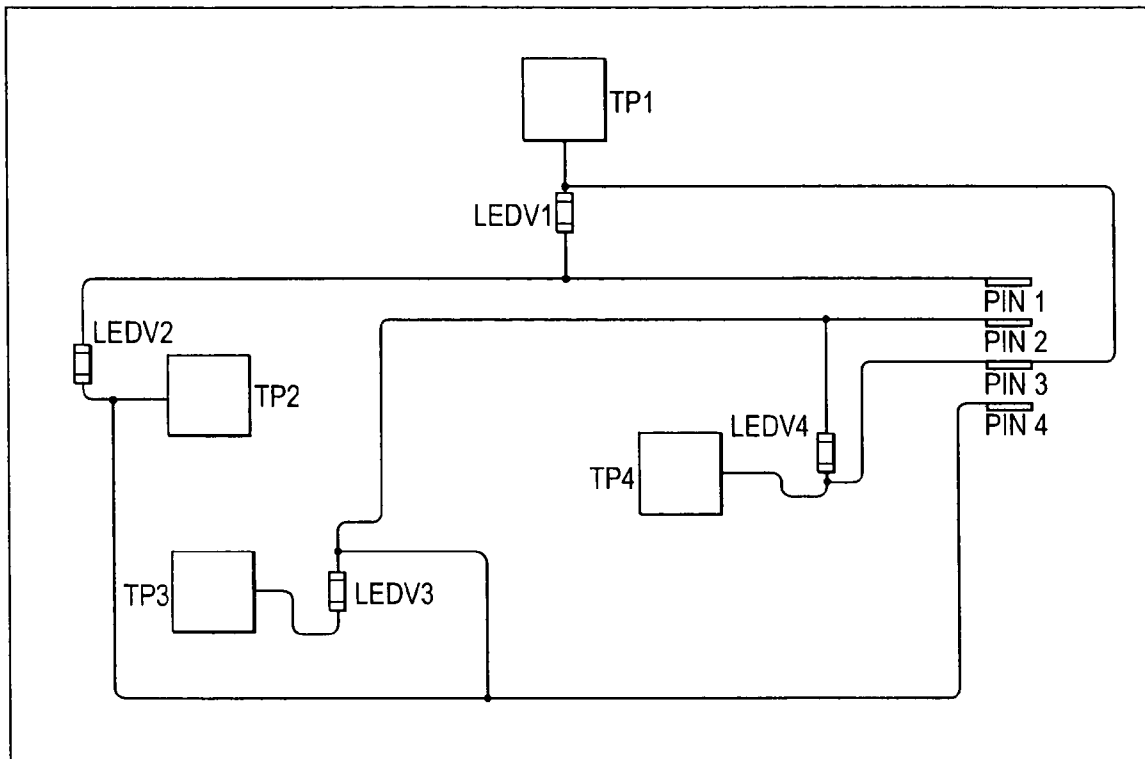 TP1
LEDV1
PIN 1
LEDV2
PIN 2
TP2
PIN 3
PIN 4
LEDV4
TP4
TP3
LEDV3